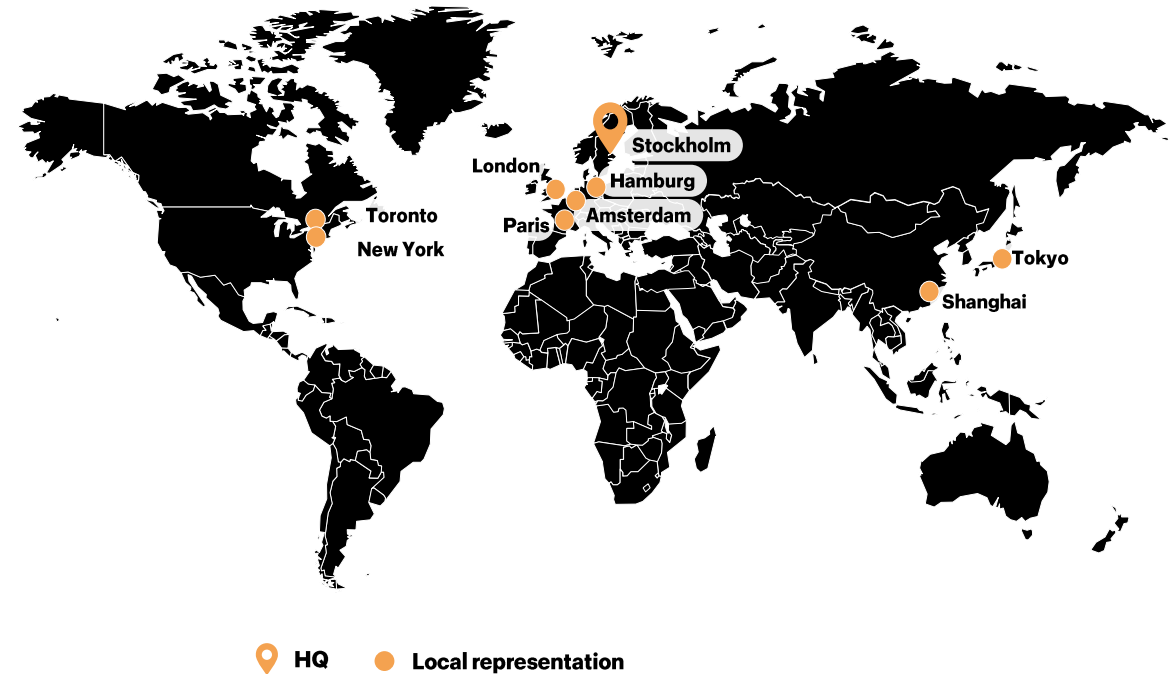 Stockholm
London
Hamburg
Amsterdam
Paris
Toronto
New York
Tokyo
Shanghai
HQ
Local representation